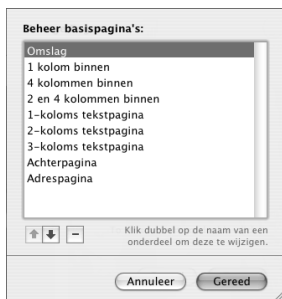 Beheer basispagina's:
Omslag
1 kolom binnen
4 kolommen binnen
2 en 4 kolommen binnen
1-koloms tekstpagina
2-koloms tekstpagina
3-koloms tekstpagina
Achterpagina
Adrespagina
Klik dubbel op de naam van een
onderdeel om deze te wijzigen.
Annuleer
Gereed